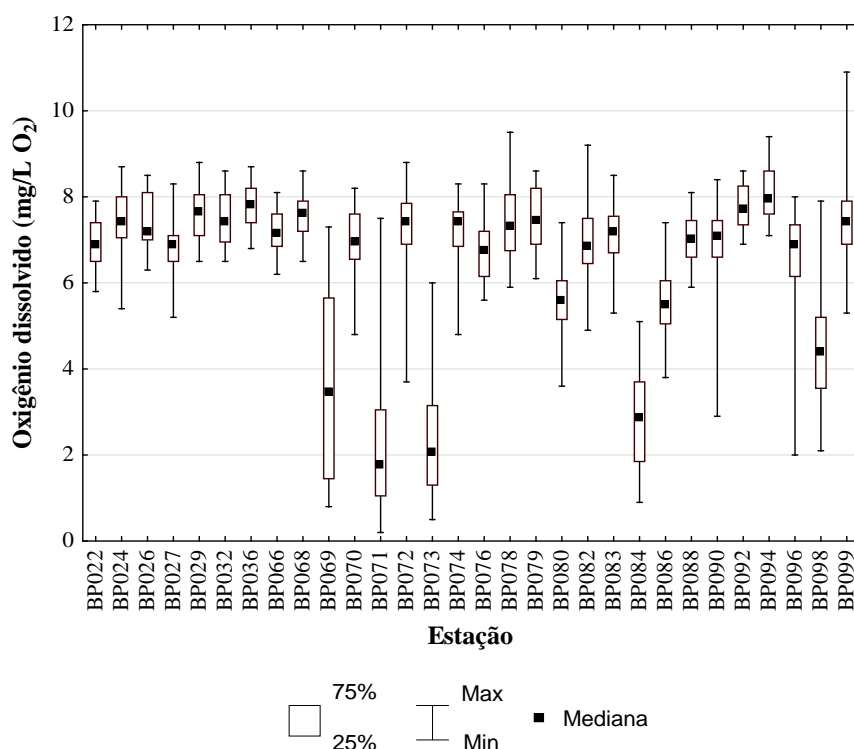 Oxigênio dissolvido (mg/L O₂)
12
10
8
6
4
2
0
BP022
BP024
BP026
BP027
BP029
BP032
BP036
BP066
BP068
BP069
BP070
BP071
BP072
BP073
BP074
BP076
BP078
BP079
BP080
BP082
BP083
BP084
BP086
BP088
BP090
BP092
BP094
BP096
BP098
BP099
Estação
75%
25%
Max
Min
Mediana